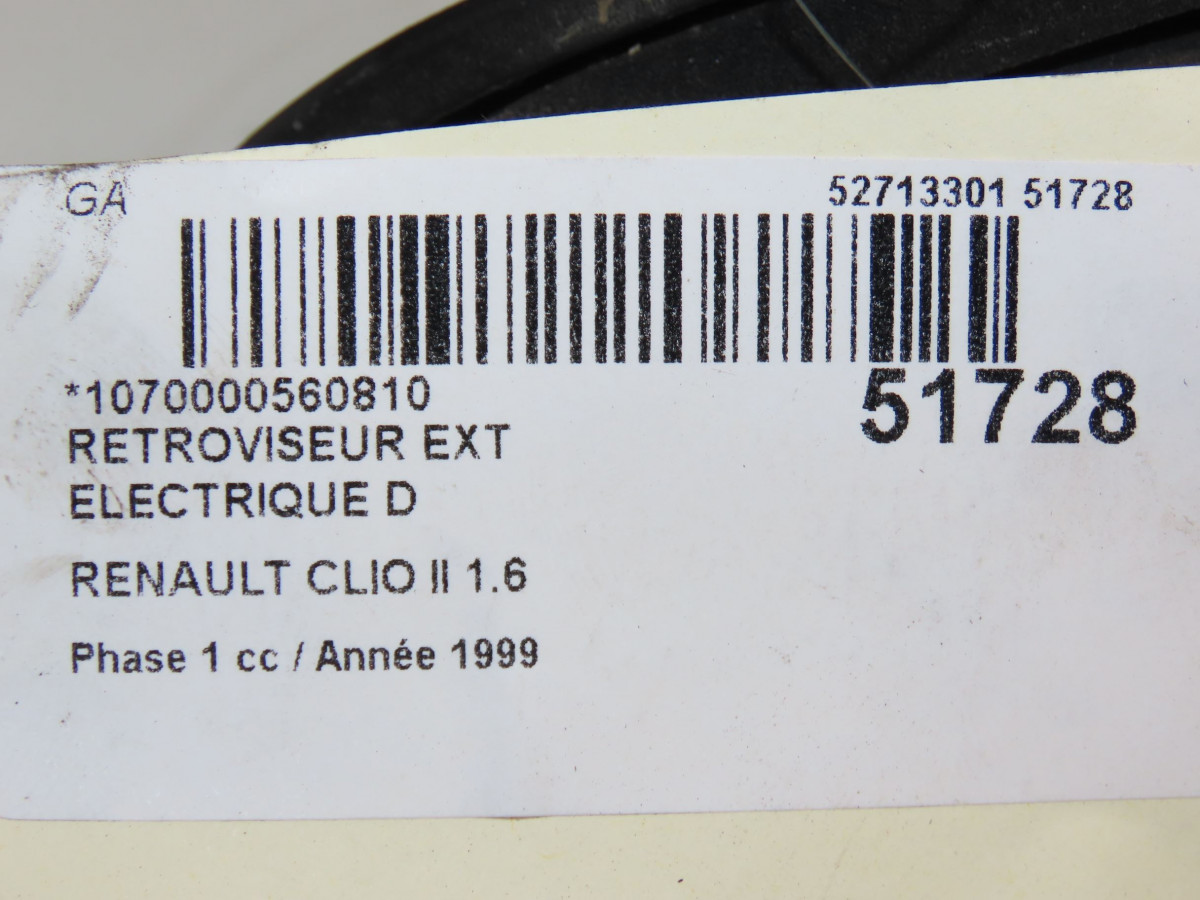 GA
52713301 51728
*1070000560810
51728
RETROVISEUR EXT
ELECTRIQUE D
RENAULT CLIO II 1.6
Phase 1 cc / Année 1999